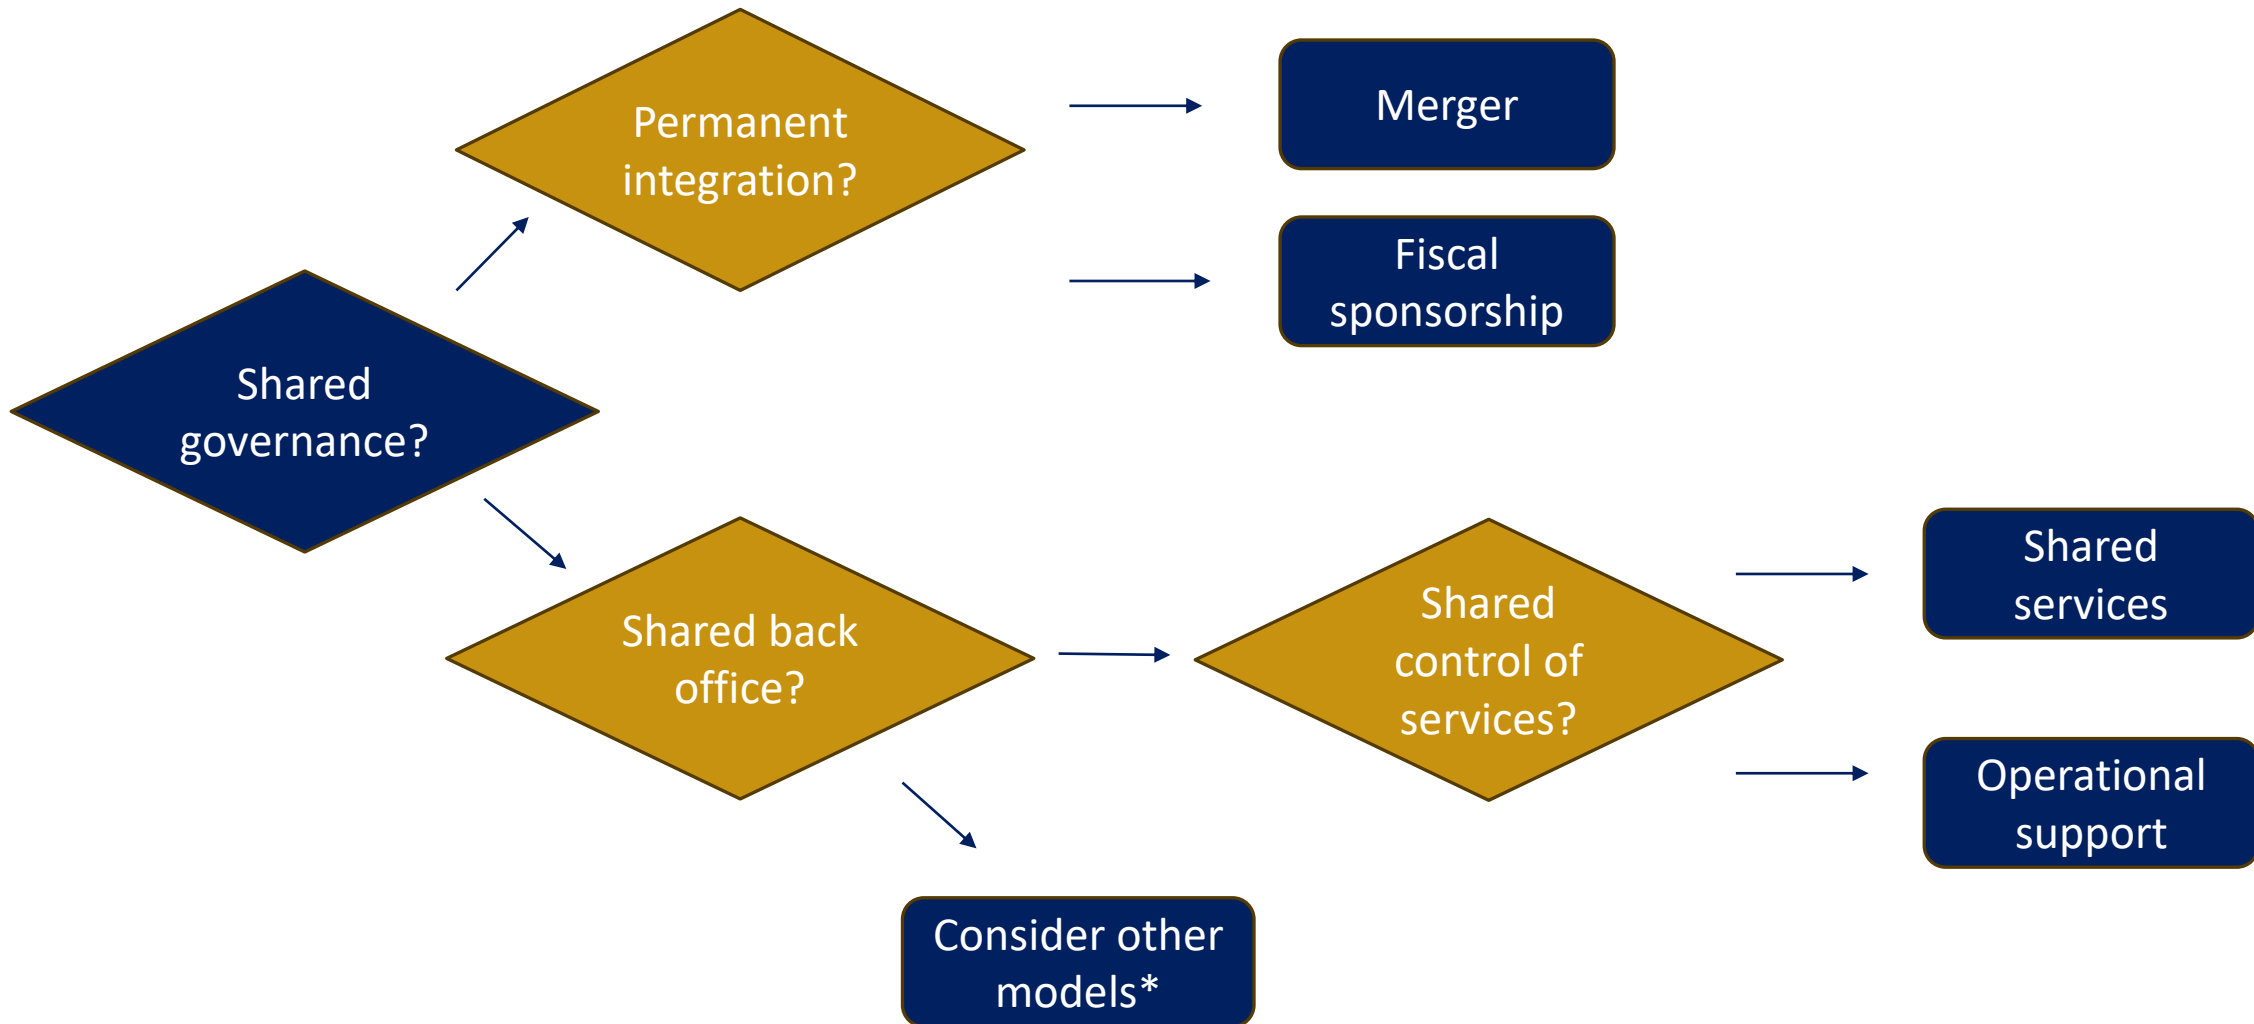 Permanent
integration?
Merger
Fiscal
sponsorship
Shared
governance?
Shared back
office?
Shared
control of
services?
Shared
services
Operational
support
Consider other
models*